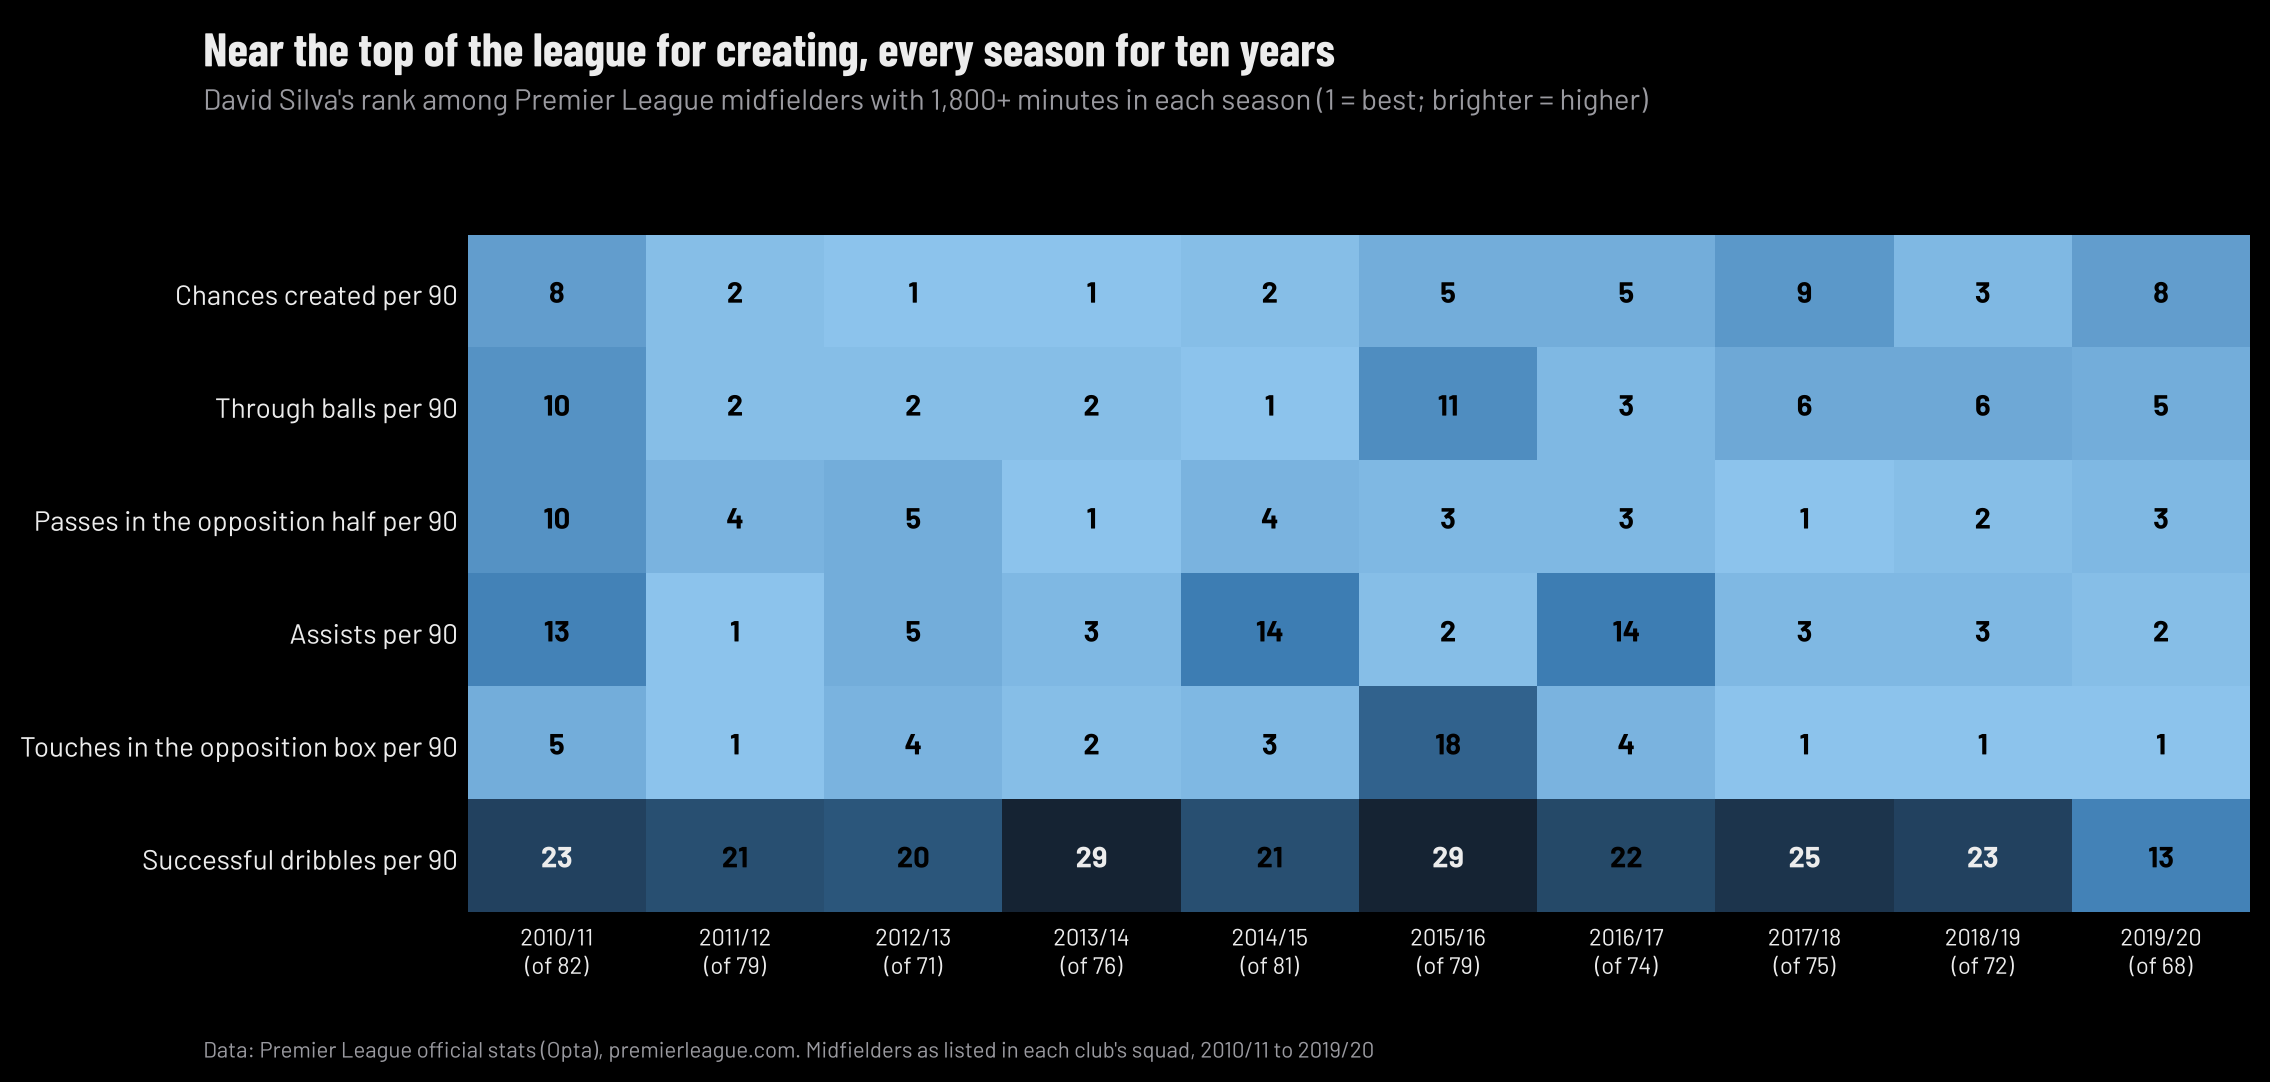 Near the top of the league for creating, every season for ten years
David Silva's rank among Premier League midfielders with 1,800+ minutes in each season (1 = best; brighter = higher)
Chances created per 90 8 2 1 1 2 5 5 9 3 8
Through balls per 90 10 2 2 2 1 11 3 6 6 5
Passes in the opposition half per 90 10 4 5 1 4 3 3 1 2 3
Assists per 90 13 1 5 3 14 2 14 3 3 2
Touches in the opposition box per 90 5 1 4 2 3 18 4 1 1 1
Successful dribbles per 90 23 21 20 29 21 29 22 25 23 13
2010/11 2011/12 2012/13 2013/14 2014/15 2015/16 2016/17 2017/18 2018/19 2019/20
(of 82) (of 79) (of 71) (of 76) (of 81) (of 79) (of 74) (of 75) (of 72) (of 68)
Data: Premier League official stats (Opta), premierleague.com. Midfielders as listed in each club's squad, 2010/11 to 2019/20